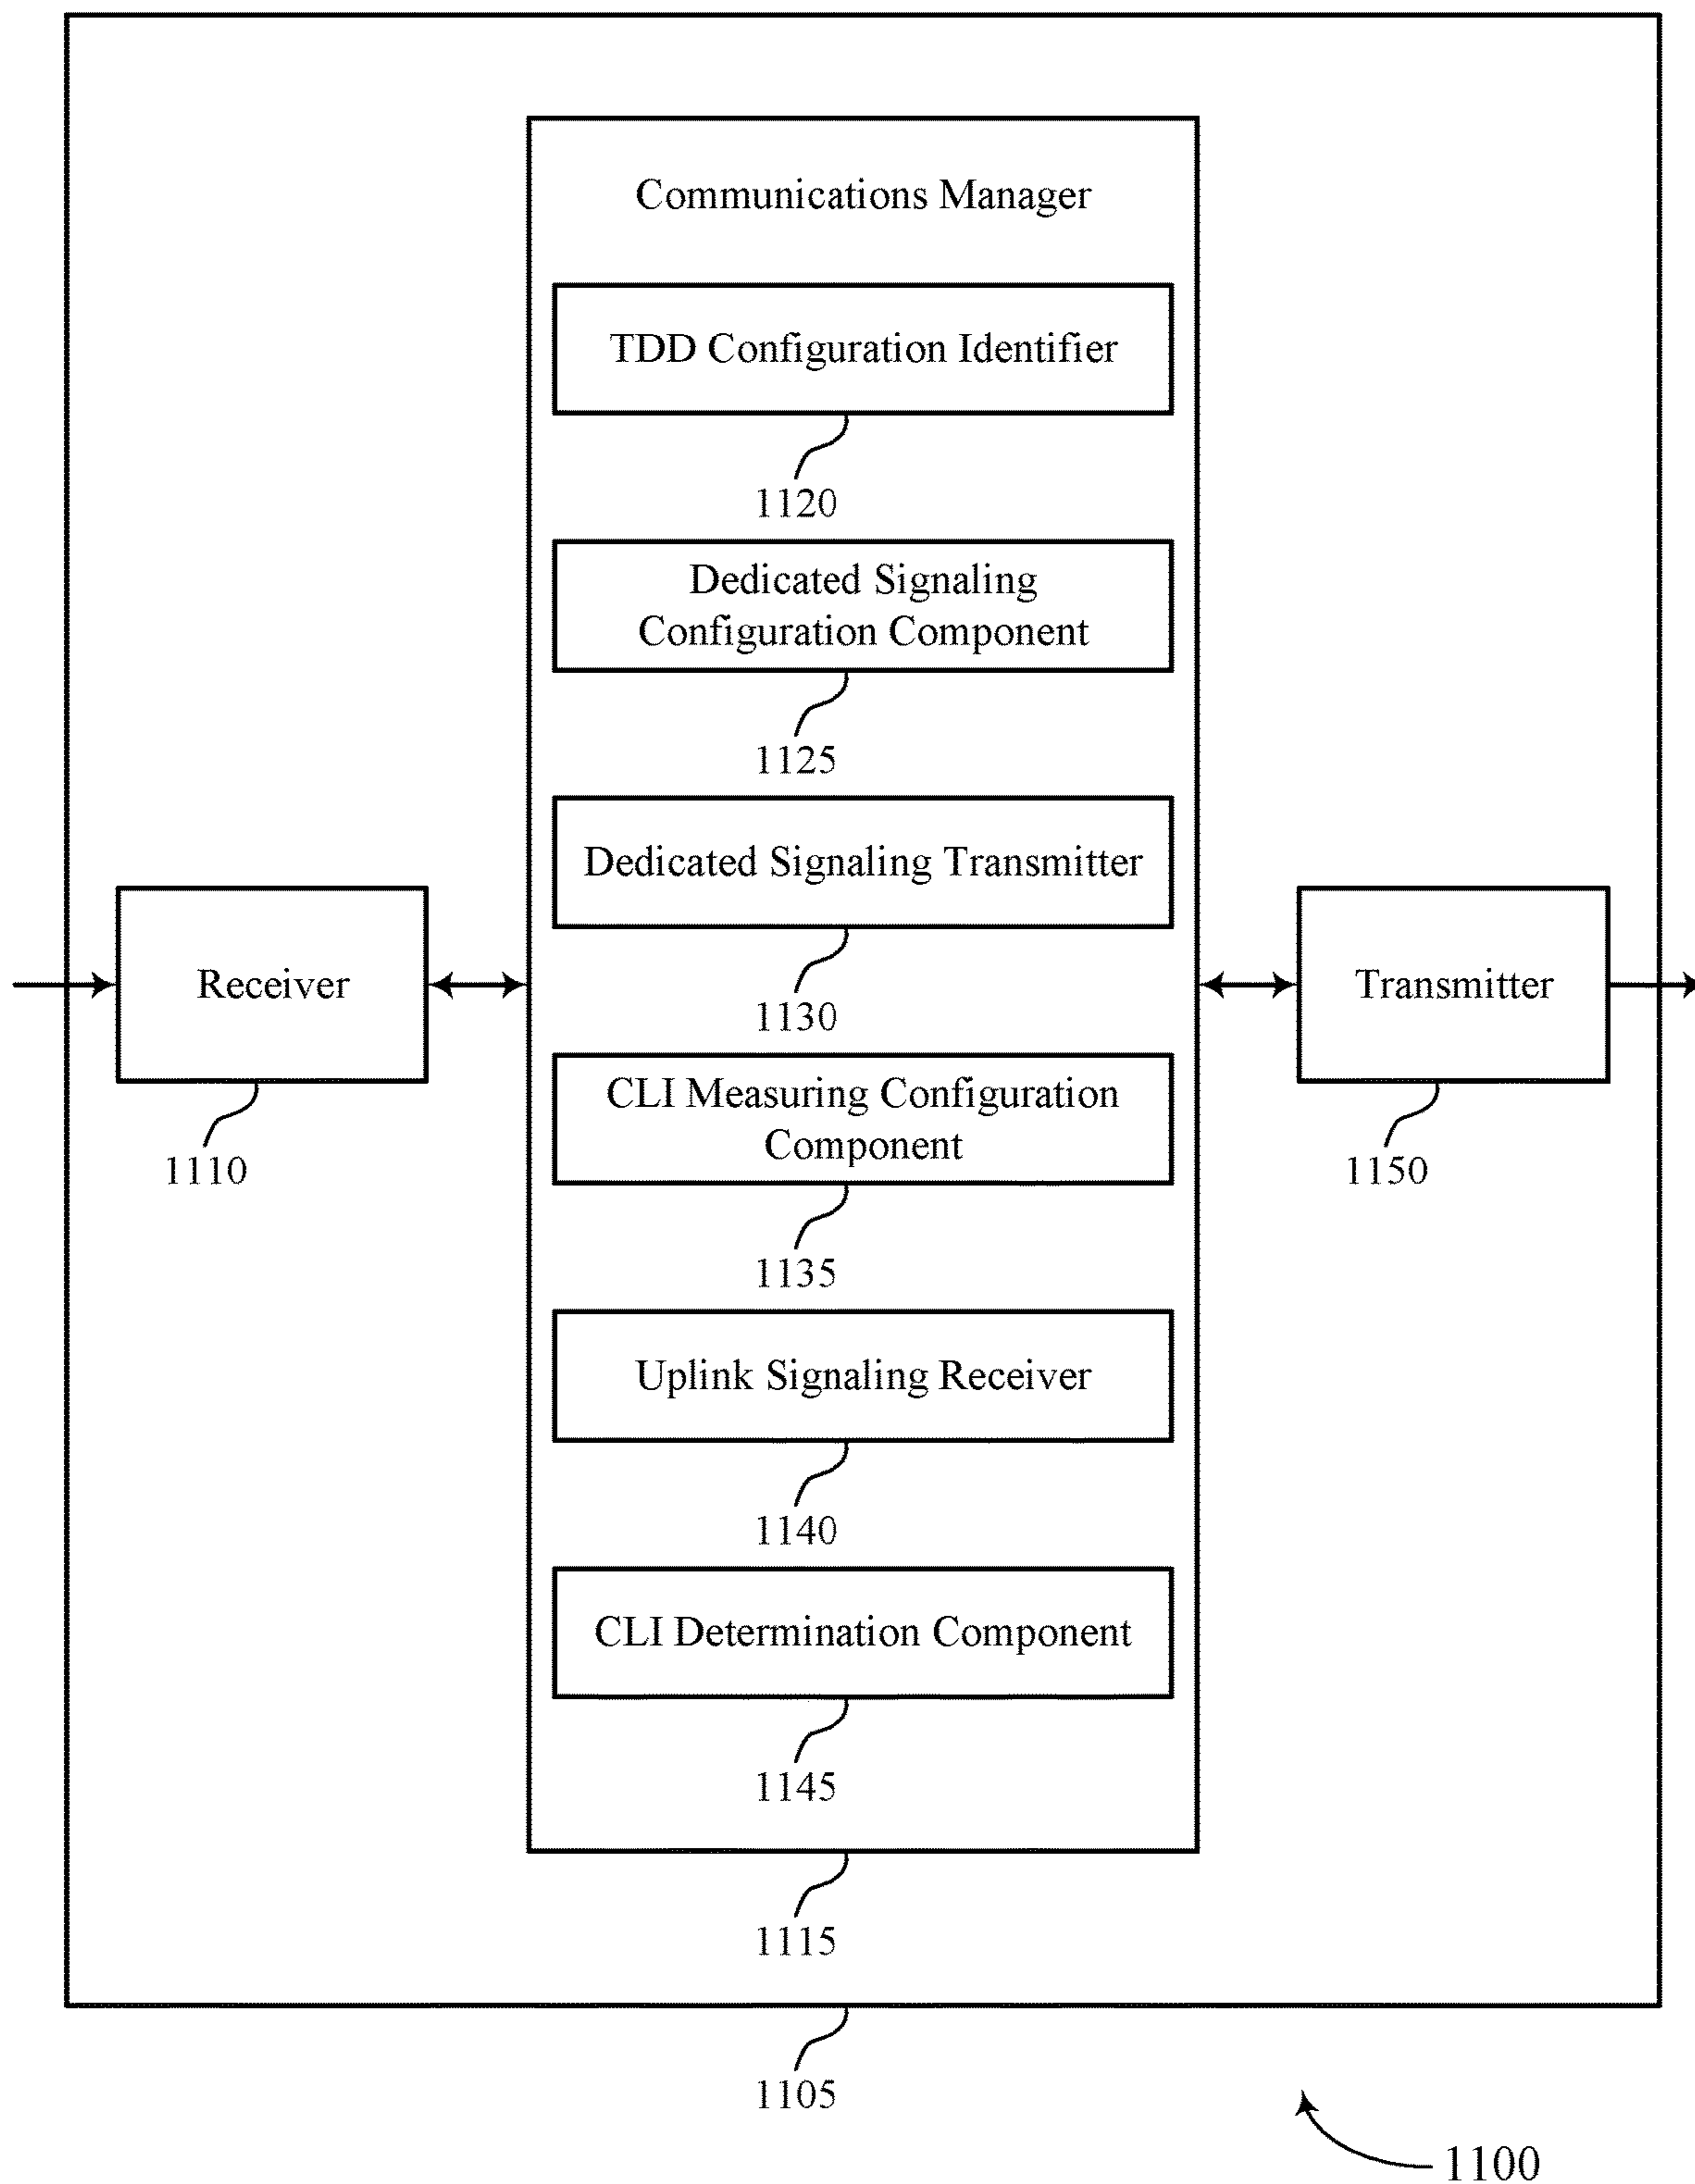 Communications Manager
TDD Configuration Identifier
1120
Dedicated Signaling
Configuration Component
1125
Dedicated Signaling Transmitter
1130
Receiver
1110
CLI Measuring Configuration
Component
1135
Transmitter
1150
Uplink Signaling Receiver
1140
CLI Determination Component
1145
1115
1105
1100